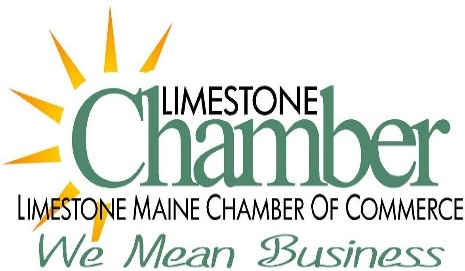 LIMESTONE
Chamber
LIMESTONE MAINE CHAMBER OF COMMERCE
We Mean Business